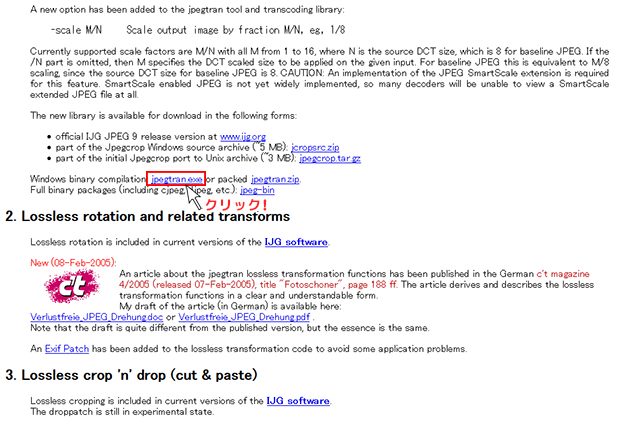 A new option has been added to the jpegtran tool and transcoding library:
-scale M/N Scale output image by fraction M/N, eg, 1/8
Currently supported scale factors are M/N with all M from 1 to 16, where N is the source DCT size, which is 8 for baseline JPEG. If the
/N part is omitted, then M specifies the DCT scaled size to be applied on the given input. For baseline JPEG this is equivalent to M/8
scaling, since the source DCT size for baseline JPEG is 8. CAUTION: An implementation of the JPEG SmartScale extension is required
for this feature. SmartScale enabled JPEG is not yet widely implemented, so many decoders will be unable to view a SmartScale
extended JPEG file at all.
The new library is available for download in the following forms:
• official IJG JPEG 9 release version at www.ijg.org
• part of the Jpegcrop Windows source archive (~5 MB): jcropsrc.zip
• part of the initial Jpegcrop port to Unix archive (~3 MB): jpegcrop.tar.gz
Windows binary compilation: jpegtran.exe or packed jpegtran.zip.
Full binary packages (including cjpeg, djpeg, etc.): jpeg-bin
クリック!
2. Lossless rotation and related transforms
Lossless rotation is included in current versions of the IJG software.
New (08-Feb-2005):
c't
An article about the jpegtran lossless transformation functions has been published in the German c't magazine
4/2005 (released 07-Feb-2005), title "Fotoschoner", page 188 ff. The article derives and describes the lossless
transformation functions in a clear and understandable form.
My draft of the article (in German) is available here:
Verlustfreie_JPEG_Drehung.doc or Verlustfreie_JPEG_Drehung.pdf .
Note that the draft is quite different from the published version, but the essence is the same.
An Exif Patch has been added to the lossless transformation code to avoid some application problems.
3. Lossless crop 'n' drop (cut & paste)
Lossless cropping is included in current versions of the IJG software.
The droppatch is still in experimental state.